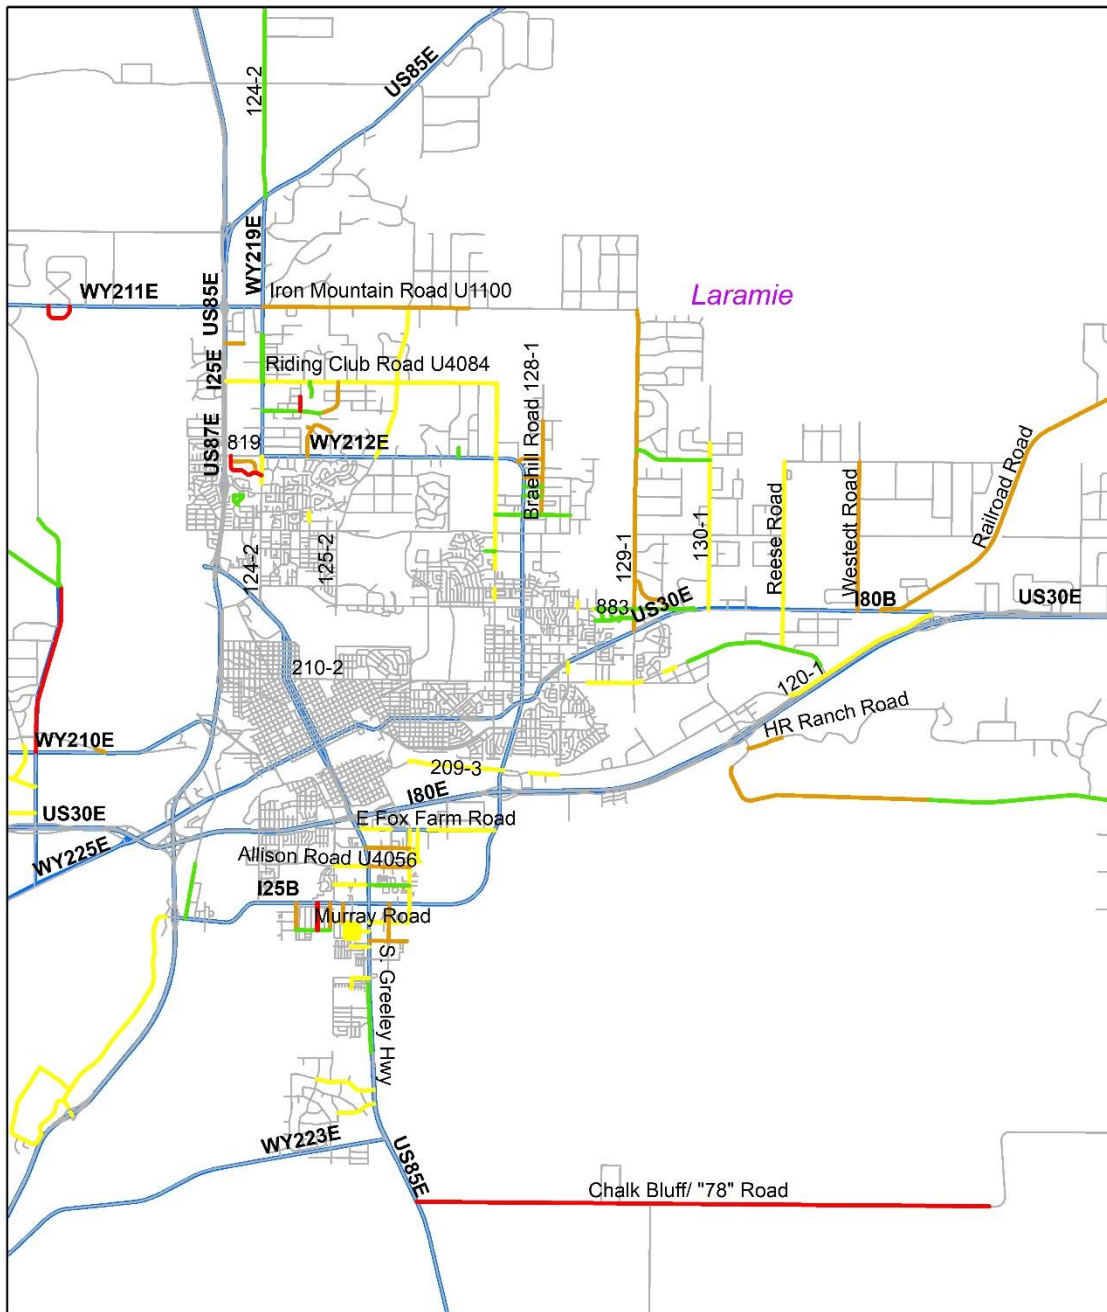 US85E
124-2
WY219E
WY211E
US85E
Iron Mountain Road U1100
Laramie
I25E
Riding Club Road U4084
Braehill Road 128-1
US87E
819
WY212E
Railroad Road
124-2
125-2
129-1
130-1
Reese Road
Westedt Road
883
US30E
I80B
US30E
210-2
120-1
HR Ranch Road
WY210E
209-3
I80E
US30E
E Fox Farm Road
WY225E
Allison Road U4056
I25B
Murray Road
S. Greeley Hwy
WY223E
US85E
Chalk Bluff/ "78" Road